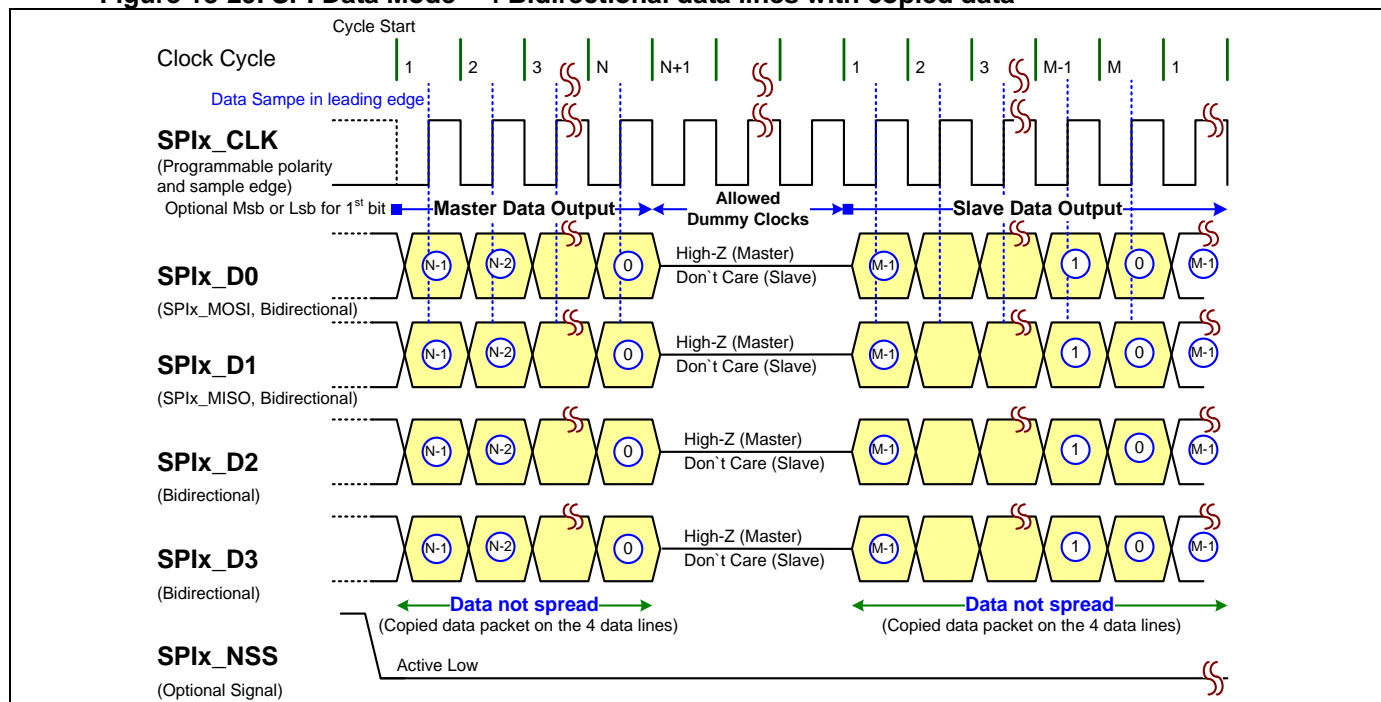 Cycle Start
Clock Cycle
1 2 3 N N+1 1 2 3 M-1 M 1
Data Sampe in leading edge
SPIx_CLK
(Programmable polarity
and sample edge)
Optional Msb or Lsb for 1st bit
Master Data Output
Allowed
Dummy Clocks
Slave Data Output
SPIx_D0
(SPIx_MOSI, Bidirectional)
N-1 N-2 0
High-Z (Master)
Don`t Care (Slave)
M-1 1 0 M-1
SPIx_D1
(SPIx_MISO, Bidirectional)
N-1 N-2 0
High-Z (Master)
Don`t Care (Slave)
M-1 1 0 M-1
SPIx_D2
(Bidirectional)
N-1 N-2 0
High-Z (Master)
Don`t Care (Slave)
M-1 1 0 M-1
SPIx_D3
(Bidirectional)
N-1 N-2 0
High-Z (Master)
Don`t Care (Slave)
M-1 1 0 M-1
Data not spread
(Copied data packet on the 4 data lines)
Data not spread
(Copied data packet on the 4 data lines)
SPIx_NSS
(Optional Signal)
Active Low